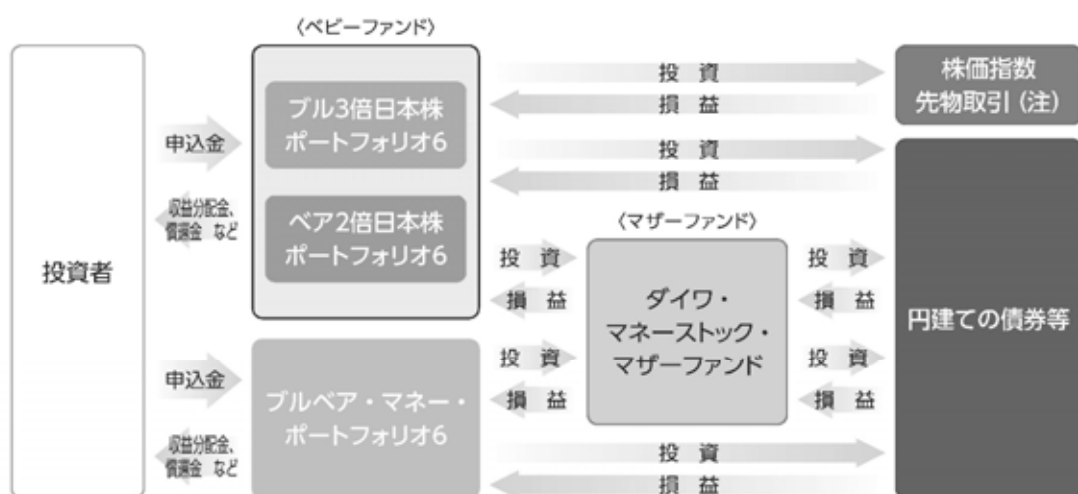 〈ベビーファンド〉
投資者
申込金
収益分配金、
償還金 など
ブル3倍日本株
ポートフォリオ6
ベア2倍日本株
ポートフォリオ6
投 資
損 益
株価指数
先物取引（注）
投 資
損 益
〈マザーファンド〉
投 資
損 益
ダイワ・
マネーストック・
マザーファンド
投 資
損 益
円建ての債券等
申込金
収益分配金、
償還金 など
ブルベア・マネー・
ポートフォリオ6
投 資
損 益
投 資
損 益
投 資
損 益